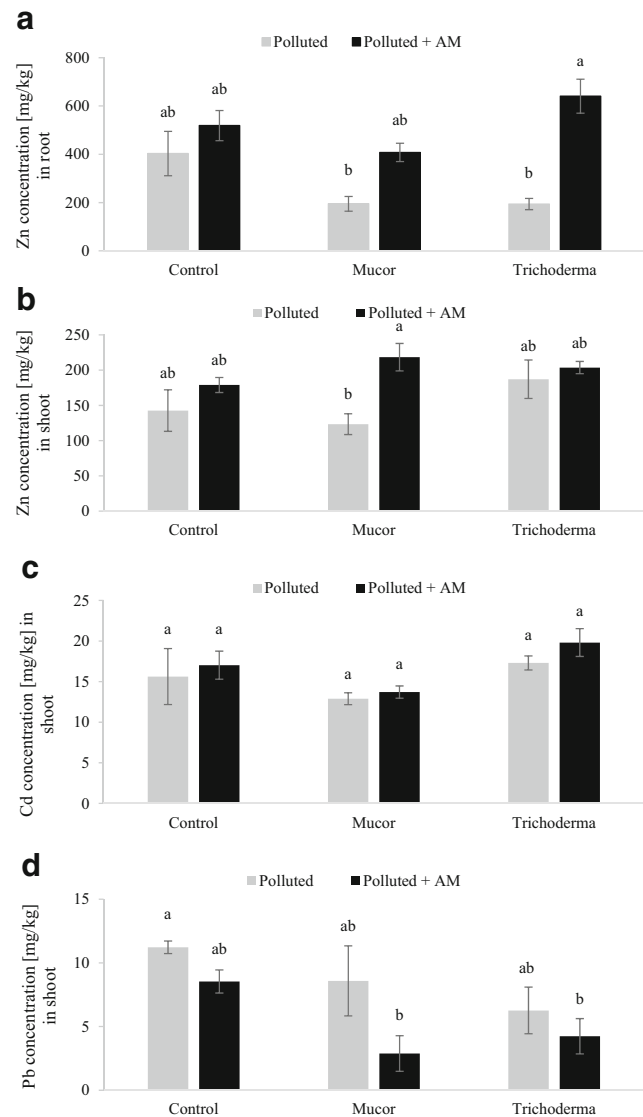 a
Polluted Polluted + AM
Zn concentration [mg/kg]
in root
800
600
400
200
0
ab ab b ab b a
Control Mucor Trichoderma
b
Polluted Polluted + AM
Zn concentration [mg/kg]
in shoot
250
200
150
100
50
0
ab ab b a ab ab
Control Mucor Trichoderma
c
Polluted Polluted + AM
Cd concentration [mg/kg] in
shoot
25
20
15
10
5
0
a a a a a a
Control Mucor Trichoderma
d
Polluted Polluted + AM
Pb concentration [mg/kg]
in shoot
15
10
5
0
a ab ab b ab b
Control Mucor Trichoderma